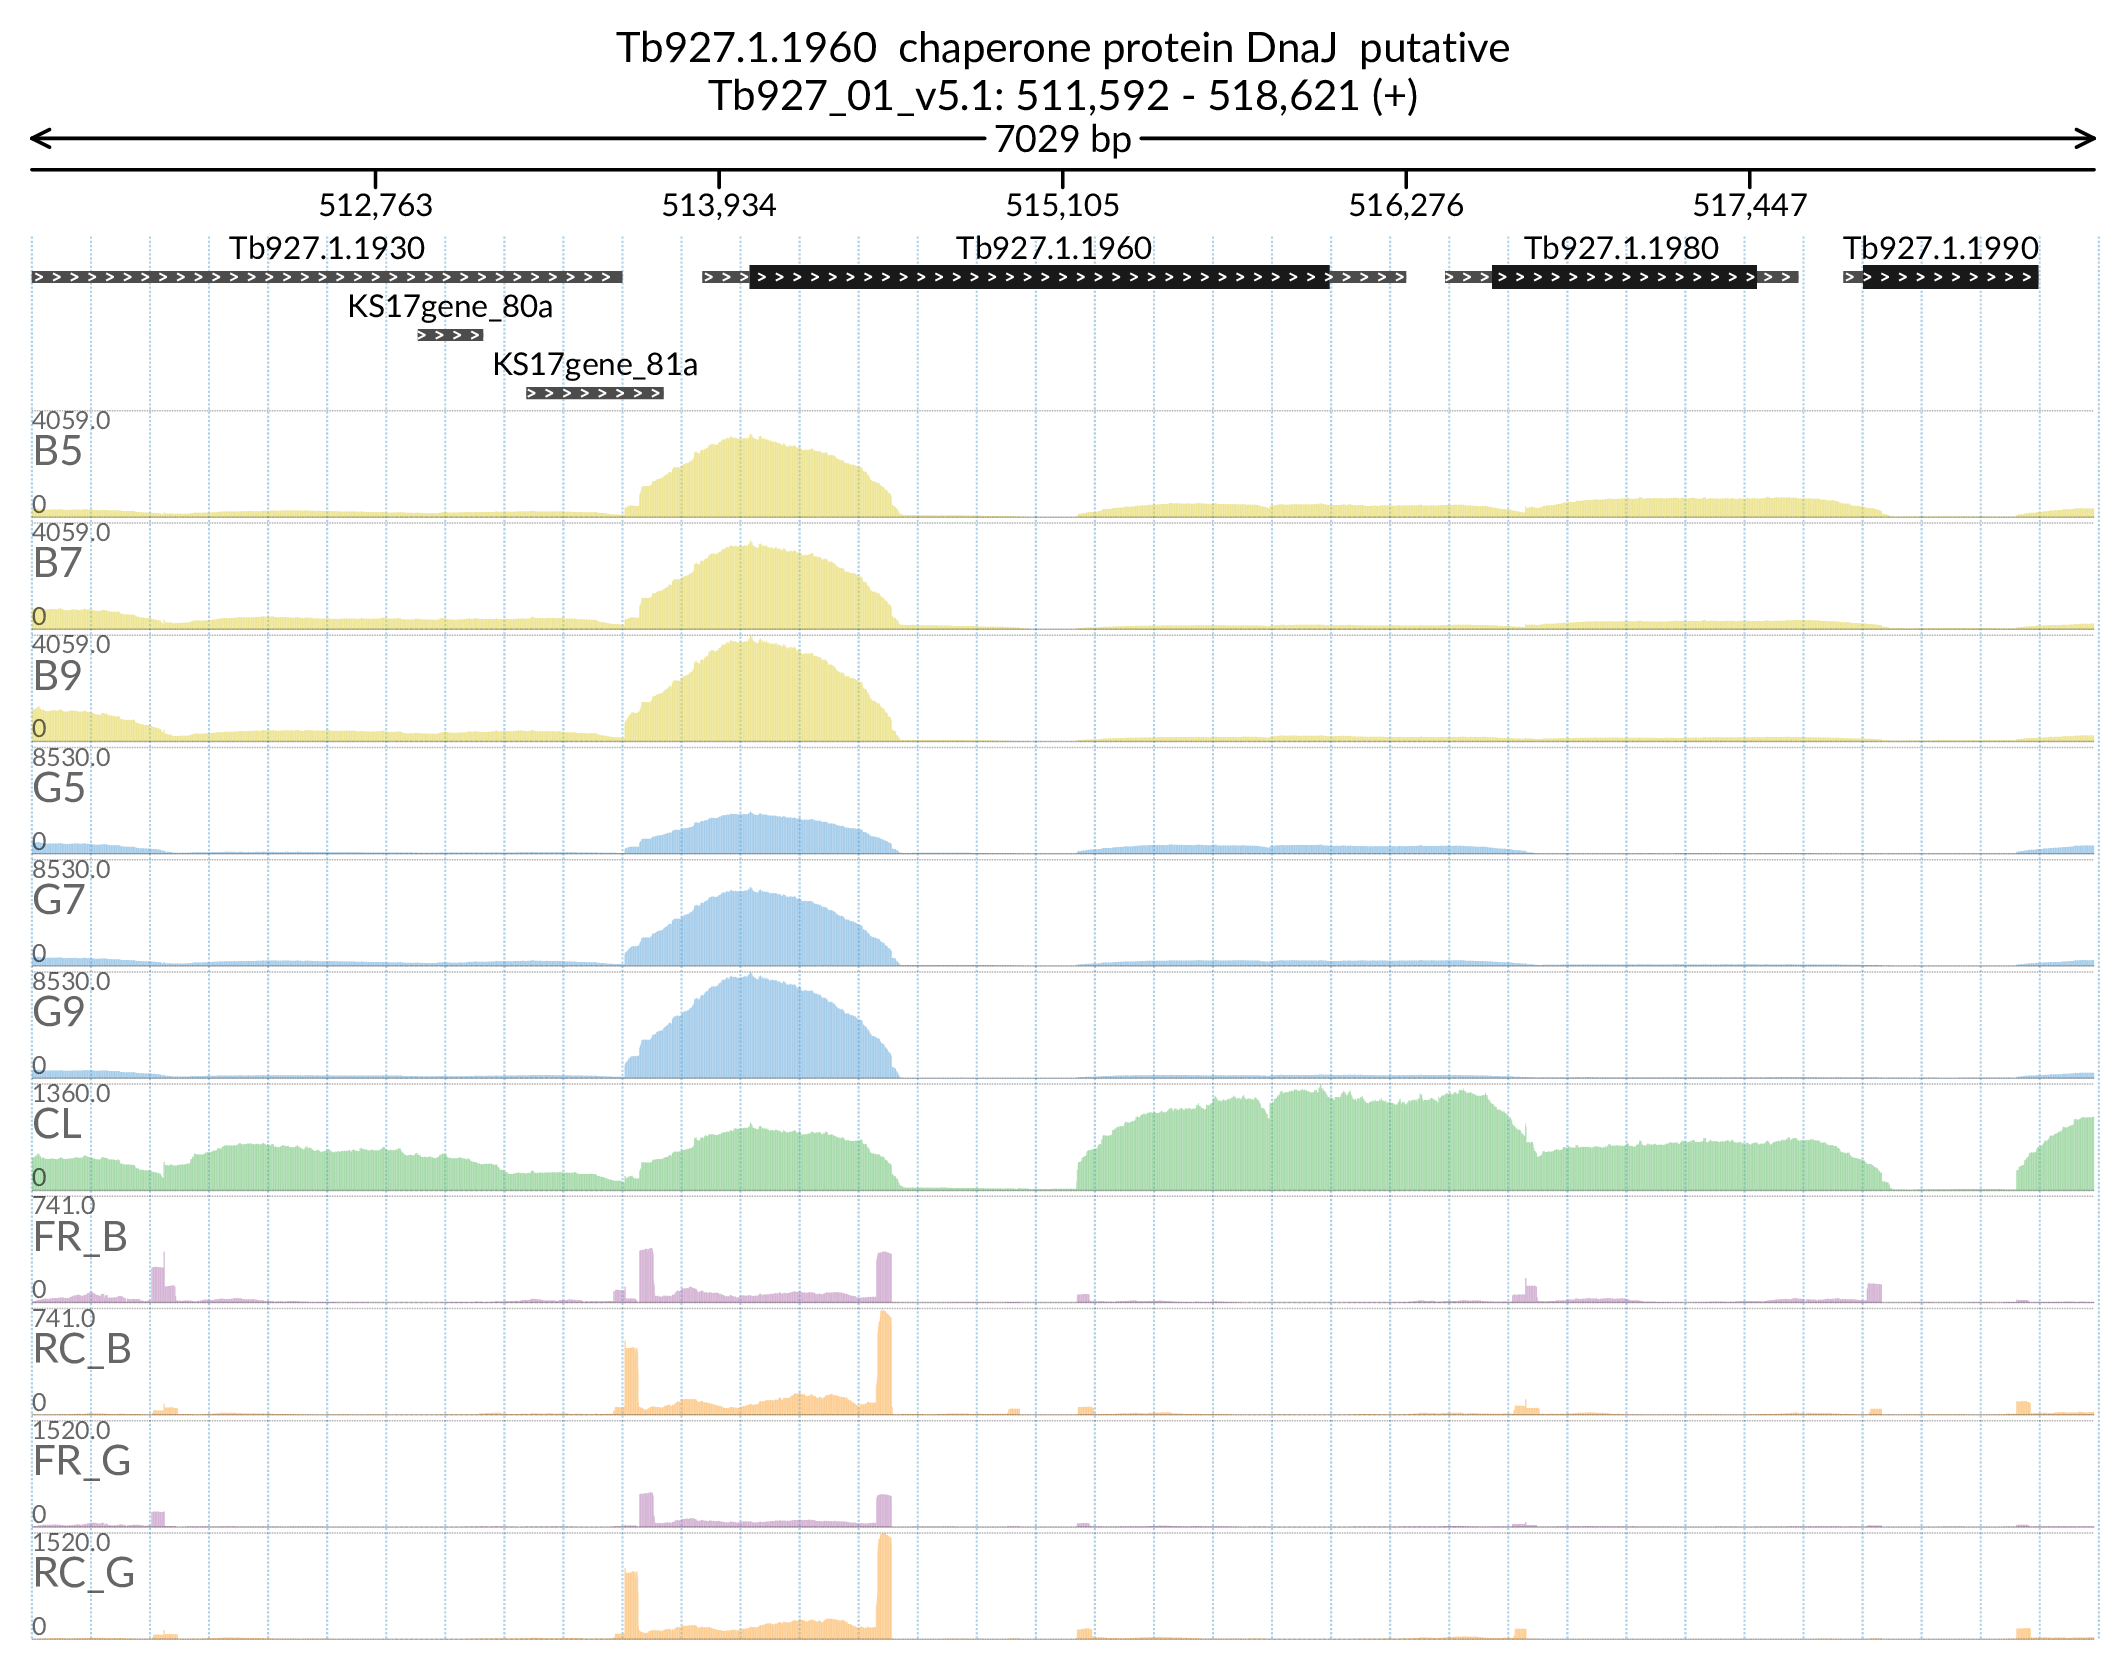 Tb927.1.1960  chaperone protein DnaJ  putative
Tb927_01_v5.1: 511,592 - 518,621 (+)
7029 bp
512,763 513,934 515,105 516,276 517,447
Tb927.1.1930 Tb927.1.1960 Tb927.1.1980 Tb927.1.1990
KS17gene_80a
KS17gene_81a
4059.0
B5
0
4059.0
B7
0
4059.0
B9
0
8530.0
G5
0
8530.0
G7
0
8530.0
G9
0
1360.0
CL
0
741.0
FR_B
0
741.0
RC_B
0
1520.0
FR_G
0
1520.0
RC_G
0